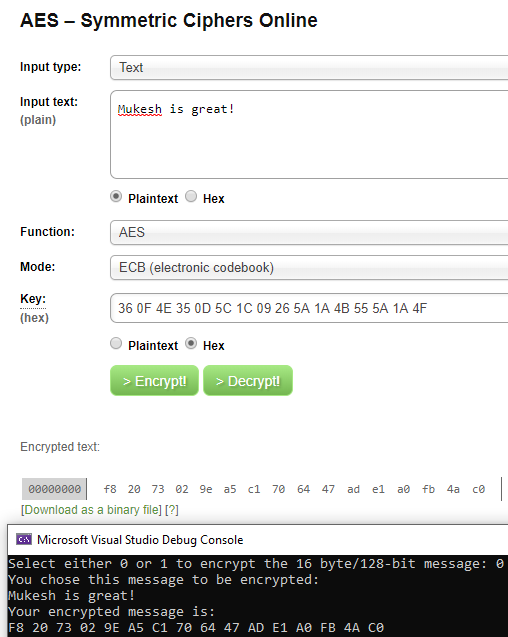 AES – Symmetric Ciphers Online
Input type: Text
Input text: Mukesh is great!
(plain)
Plaintext Hex
Function: AES
Mode: ECB (electronic codebook)
Key: 36 0F 4E 35 0D 5C 1C 09 26 5A 1A 4B 55 5A 1A 4F
(hex)
Plaintext Hex
> Encrypt! > Decrypt!
Encrypted text:
00000000 f8 20 73 02 9e a5 c1 70 64 47 ad e1 a0 fb 4a c0
[Download as a binary file] [?]
C:\ Microsoft Visual Studio Debug Console
Select either 0 or 1 to encrypt the 16 byte/128-bit message: 0
You chose this message to be encrypted:
Mukesh is great!
Your encrypted message is:
F8 20 73 02 9E A5 C1 70 64 47 AD E1 A0 FB 4A C0